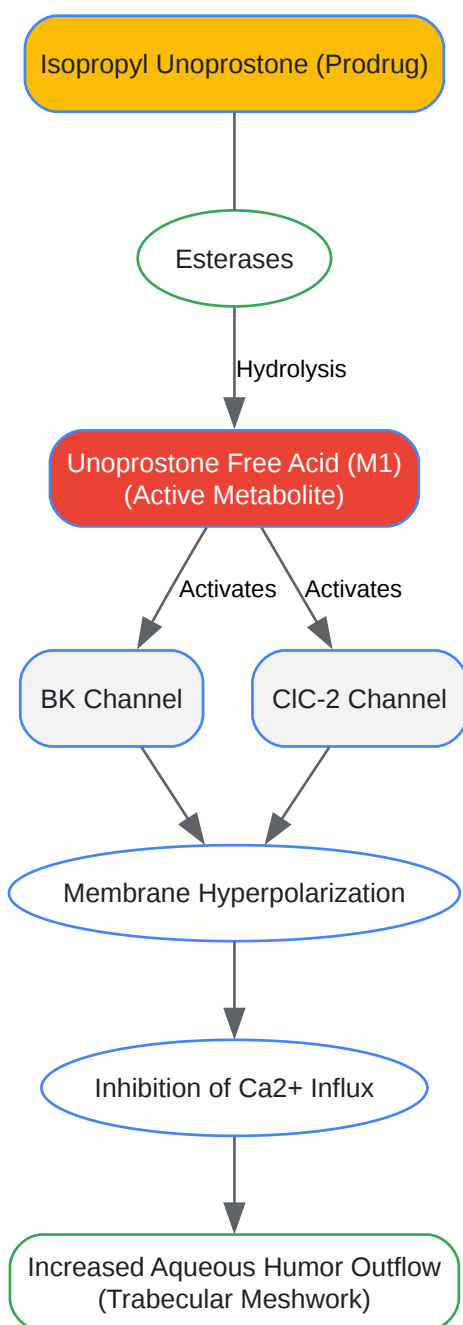 Isopropyl Unoprostone (Prodrug)
Esterases
Hydrolysis
Unoprostone Free Acid (M1)
(Active Metabolite)
Activates
Activates
BK Channel
ClC-2 Channel
Membrane Hyperpolarization
Inhibition of Ca2+ Influx
Increased Aqueous Humor Outflow
(Trabecular Meshwork)